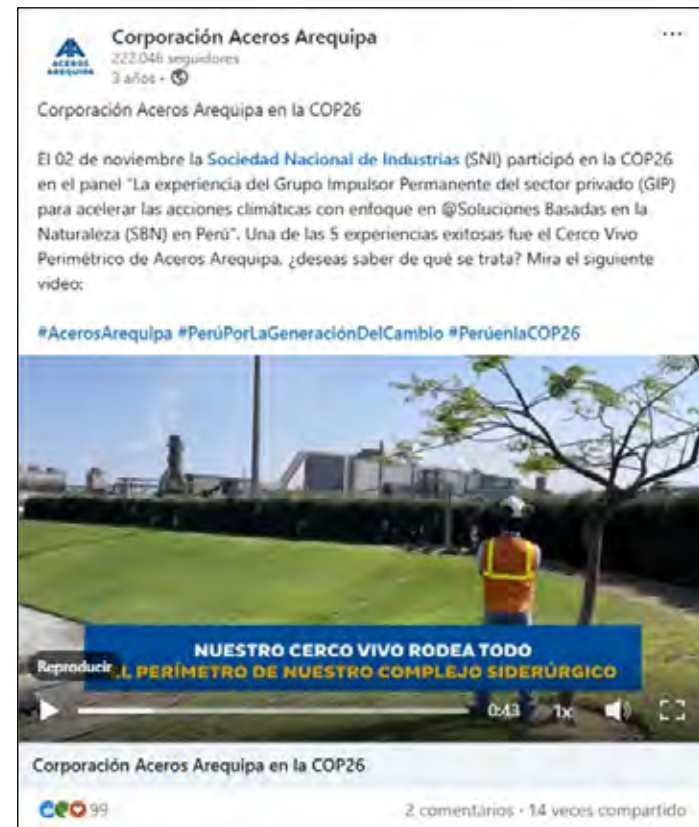 Corporación Aceros Arequipa
...
ACEROS
AREQUIPA
222.046 seguidores
3 años •
Corporación Aceros Arequipa en la COP26
El 02 de noviembre la Sociedad Nacional de Industrias (SNI) participó en la COP26
en el panel "La experiencia del Grupo Impulsor Permanente del sector privado (GIP)
para acelerar las acciones climáticas con enfoque en @Soluciones Basadas en la
Naturaleza (SBN) en Perú". Una de las 5 experiencias exitosas fue el Cerco Vivo
Perimétrico de Aceros Arequipa, ¿deseas saber de qué se trata? Mira el siguiente
video:
#AcerosArequipa #PerúPorLaGeneraciónDelCambio #PerúenlaCOP26
NUESTRO CERCO VIVO RODEA TODO
EL PERÍMETRO DE NUESTRO COMPLEJO SIDERÚRGICO
Reproducir
0:43 1x
Corporación Aceros Arequipa en la COP26
99 2 comentarios • 14 veces compartido